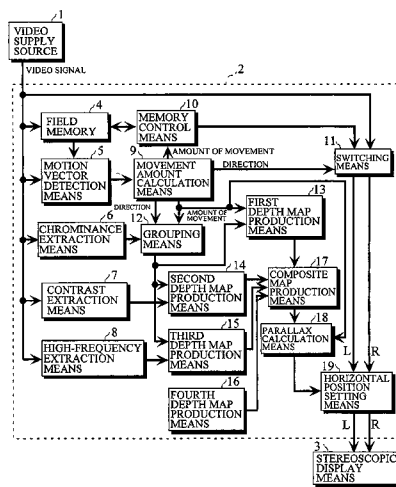 1
VIDEO
SUPPLY
SOURCE
VIDEO SIGNAL
2
4
FIELD
MEMORY
10
MEMORY
CONTROL
MEANS
5
MOTION
VECTOR
DETECTION
MEANS
9
AMOUNT OF MOVEMENT
MOVEMENT
AMOUNT
CALCULATION
MEANS
DIRECTION
11
SWITCHING
MEANS
DIRECTION
AMOUNT OF
MOVEMENT
13
FIRST
DEPTH MAP
PRODUCTION
MEANS
6
CHROMINANCE
EXTRACTION
MEANS
12
GROUPING
MEANS
7
CONTRAST
EXTRACTION
MEANS
14
SECOND
DEPTH MAP
PRODUCTION
MEANS
17
COMPOSITE
MAP
PRODUCTION
MEANS
8
HIGH-FREQUENCY
EXTRACTION
MEANS
15
THIRD
DEPTH MAP
PRODUCTION
MEANS
18
PARALLAX
CALCULATION
MEANS
L
R
16
FOURTH
DEPTH MAP
PRODUCTION
MEANS
19
HORIZONTAL
POSITION
SETTING
MEANS
L
R
3
STEREOSCOPIC
DISPLAY
MEANS